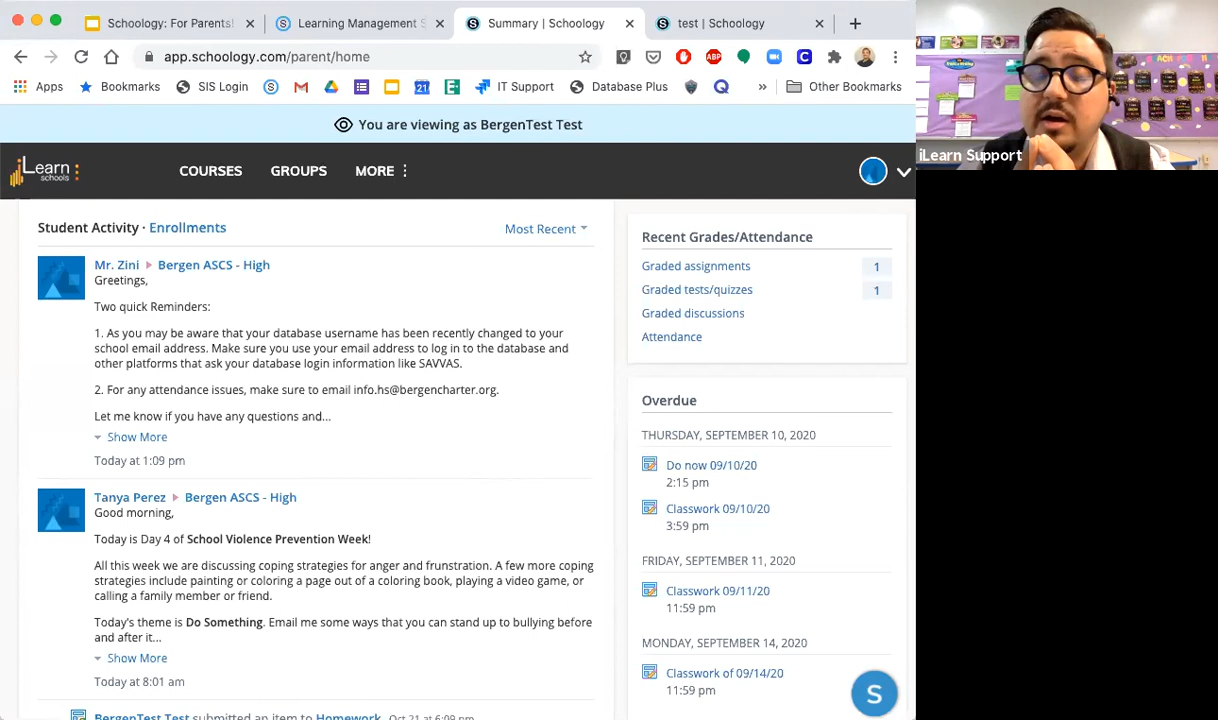 Schoology: For Parents!
Learning Management S
Summary | Schoology
test | Schoology
app.schoology.com/parent/home
Apps
Bookmarks
SIS Login
IT Support
Database Plus
Other Bookmarks
You are viewing as BergenTest Test
iLearn
schools
COURSES
GROUPS
MORE
iLearn Support
Student Activity · Enrollments
Most Recent
Mr. Zini
Bergen ASCS - High
Greetings,
Two quick Reminders:
1. As you may be aware that your database username has been recently changed to your
school email address. Make sure you use your email address to log in to the database and
other platforms that ask your database login information like SAVVAS.
2. For any attendance issues, make sure to email info.hs@bergencharter.org.
Let me know if you have any questions and...
Show More
Today at 1:09 pm
Tanya Perez
Bergen ASCS - High
Good morning,
Today is Day 4 of School Violence Prevention Week!
All this week we are discussing coping strategies for anger and frunstration. A few more coping
strategies include painting or coloring a page out of a coloring book, playing a video game, or
calling a family member or friend.
Today's theme is Do Something. Email me some ways that you can stand up to bullying before
and after it...
Show More
Today at 8:01 am
BergenTest Test submitted an item to Homework Oct 21 at 6:09 pm
Recent Grades/Attendance
Graded assignments 1
Graded tests/quizzes 1
Graded discussions
Attendance
Overdue
THURSDAY, SEPTEMBER 10, 2020
Do now 09/10/20
2:15 pm
Classwork 09/10/20
3:59 pm
FRIDAY, SEPTEMBER 11, 2020
Classwork 09/11/20
11:59 pm
MONDAY, SEPTEMBER 14, 2020
Classwork of 09/14/20
11:59 pm
S